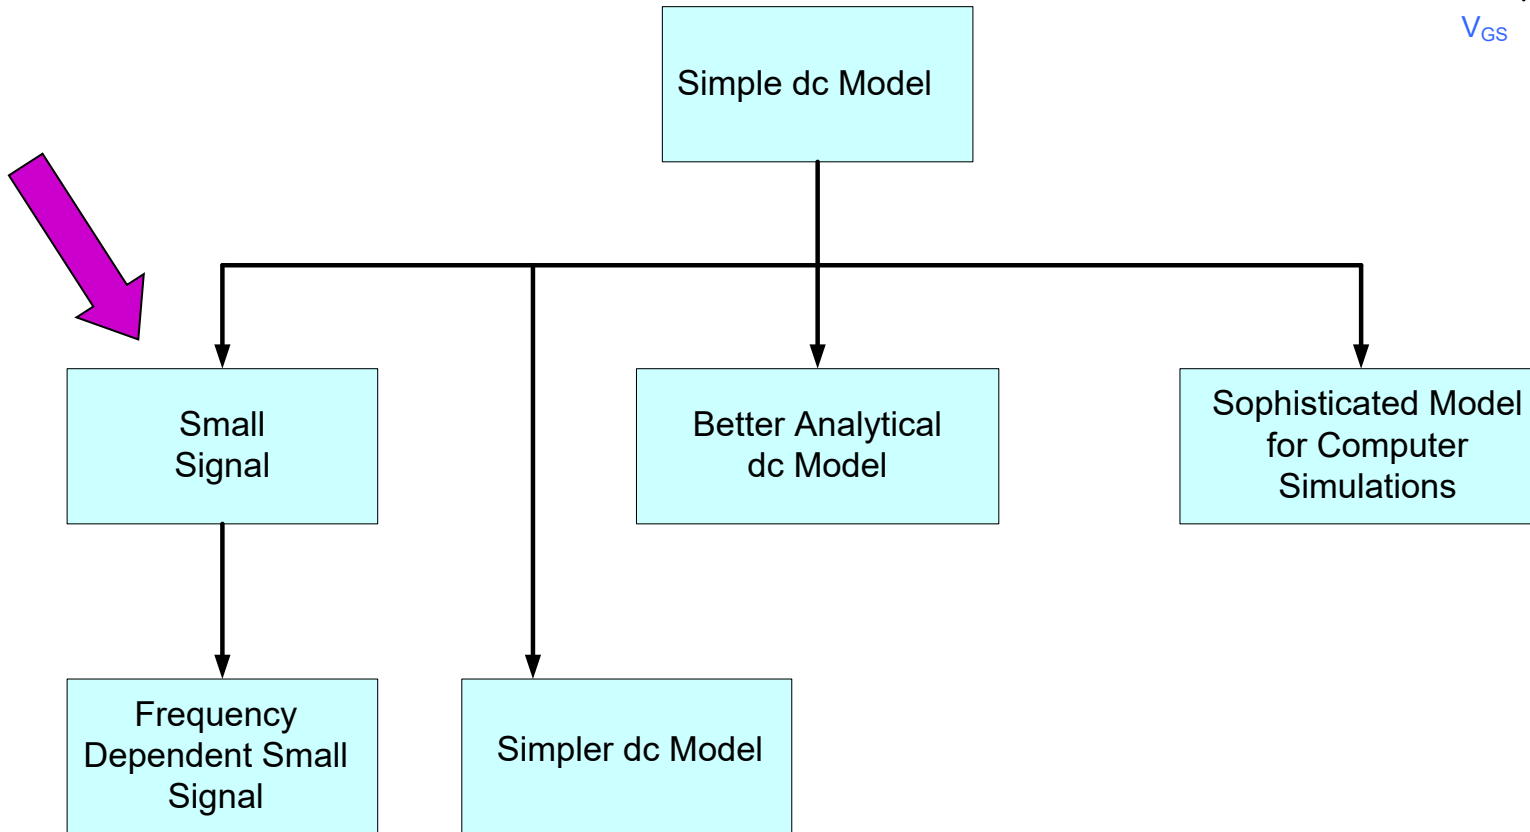 V_GS
Simple dc Model
Small
Signal
Better Analytical
dc Model
Sophisticated Model
for Computer
Simulations
Frequency
Dependent Small
Signal
Simpler dc Model